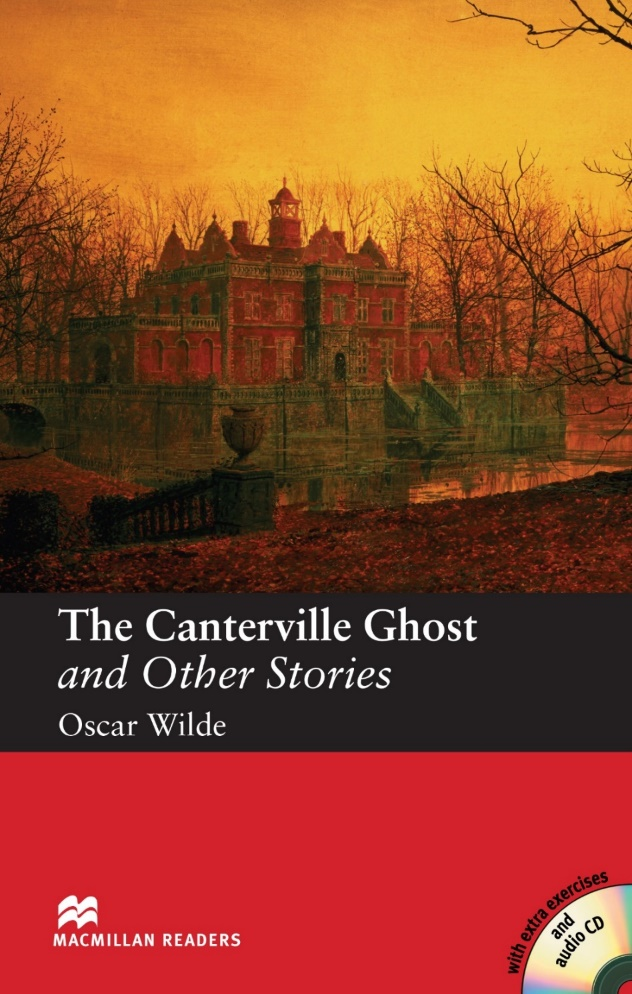 The Canterville Ghost
and Other Stories
Oscar Wilde
MACMILLAN READERS
with extra exercises
and
audio CD